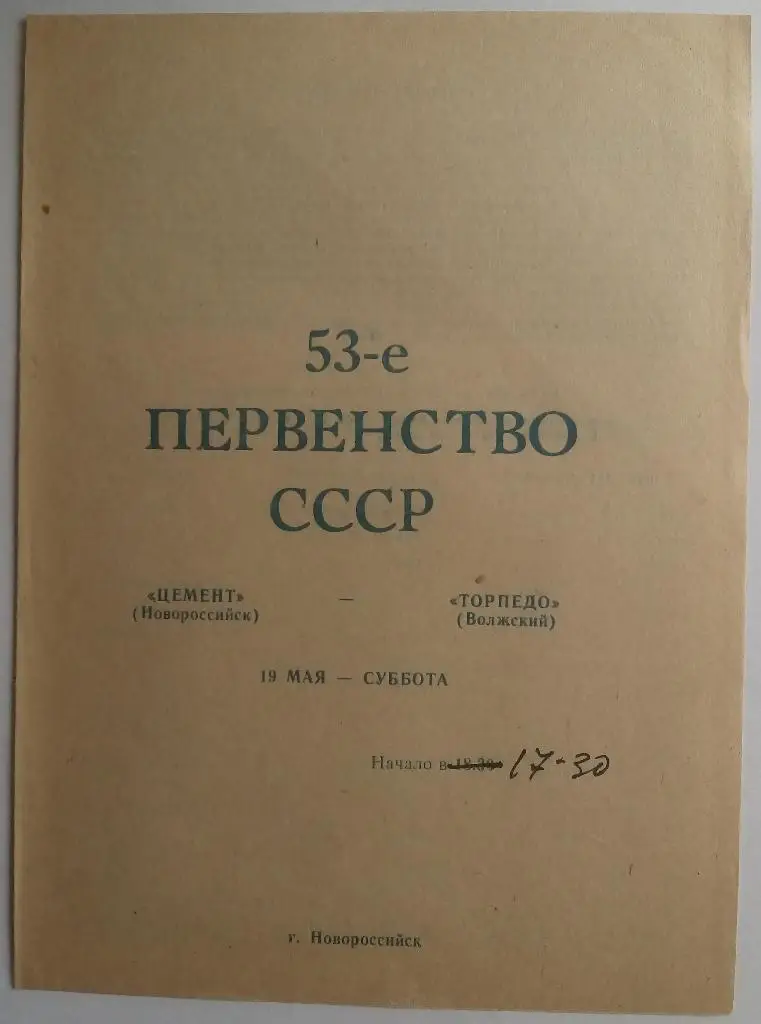 53-е
ПЕРВЕНСТВО
СССР
«ЦЕМЕНТ» — «ТОРПЕДО»
(Новороссийск) (Волжский)
19 МАЯ — СУББОТА
Начало в 18.30 17-30
г. Новороссийск